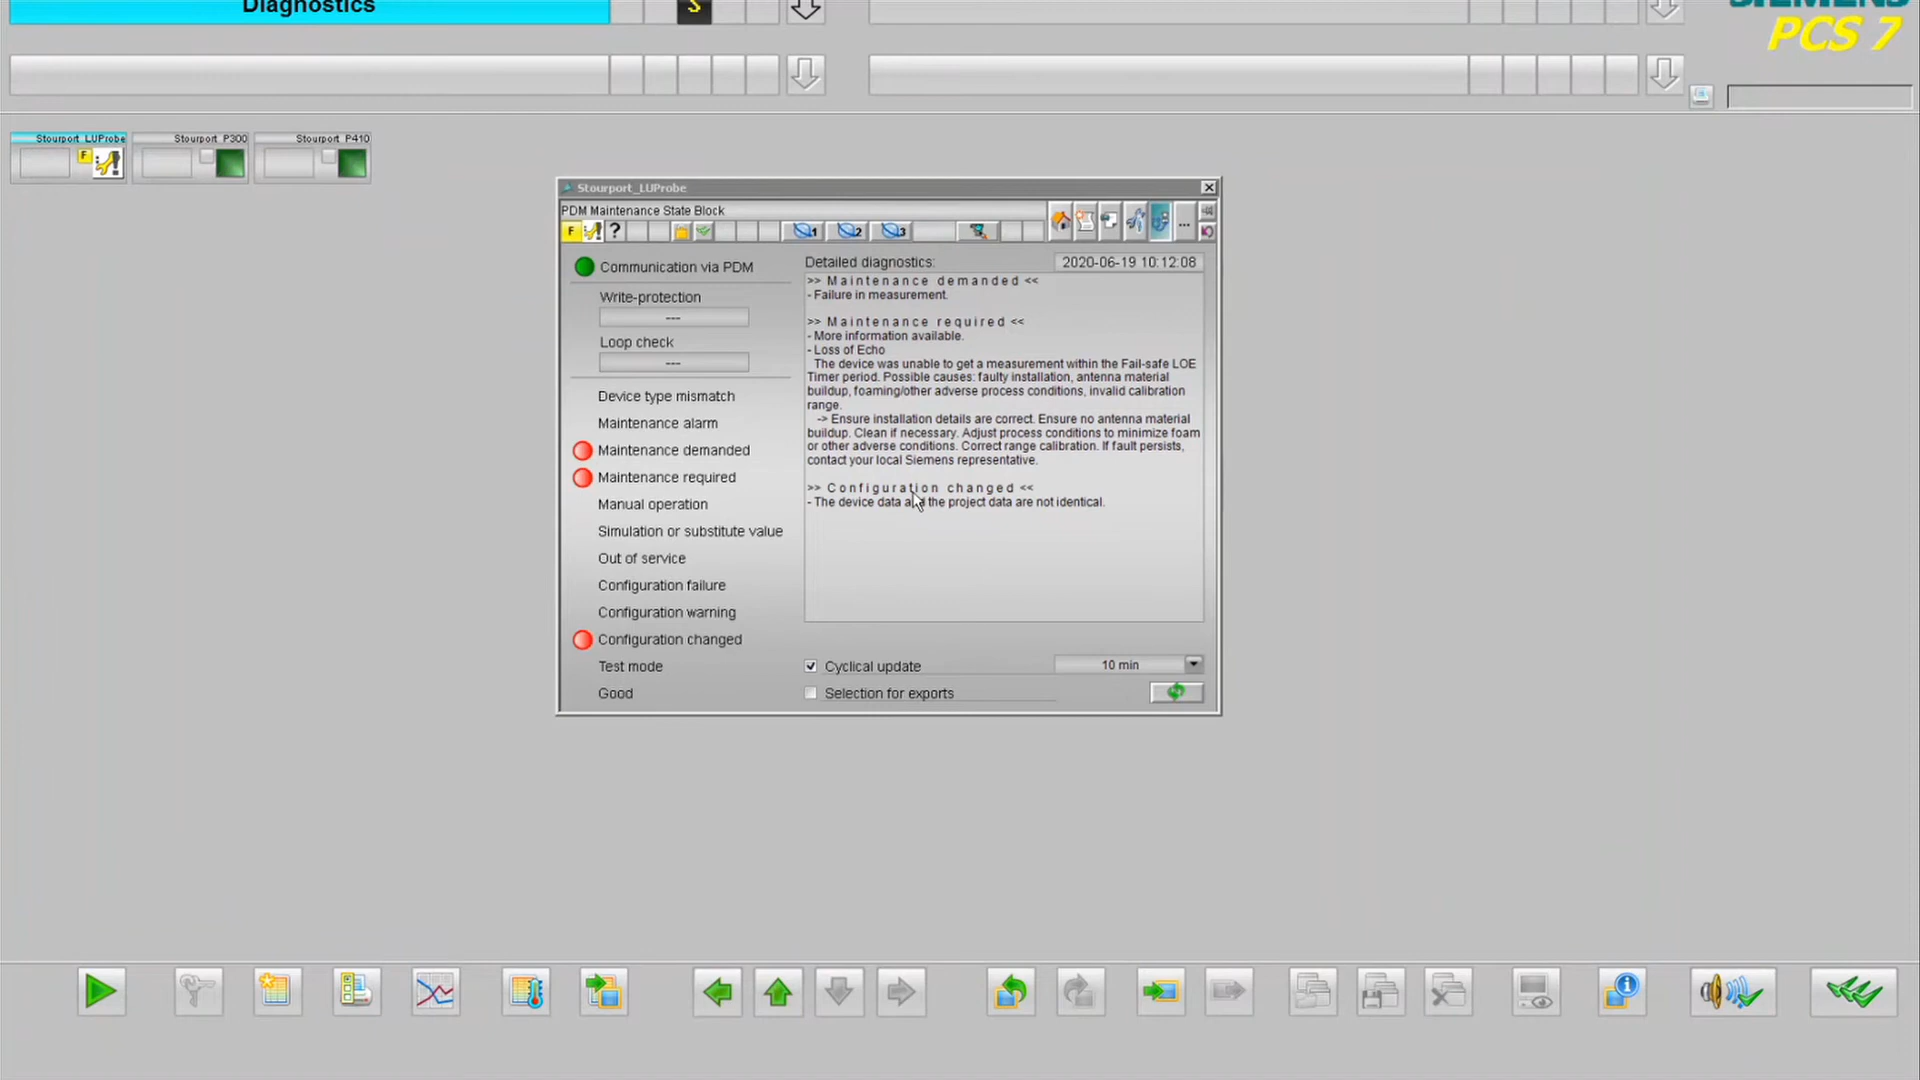 Diagnostics
S
SIEMENS
PCS 7
Stourport_LUProbe
Stourport_P300
Stourport_P410
F
Stourport_LUProbe
PDM Maintenance State Block
F
?
1
2
3
...
Communication via PDM
Write-protection
---
Loop check
---
Device type mismatch
Maintenance alarm
Maintenance demanded
Maintenance required
Manual operation
Simulation or substitute value
Out of service
Configuration failure
Configuration warning
Configuration changed
Test mode
Good
Detailed diagnostics:
2020-06-19 10:12:08
>> Maintenance demanded <<
- Failure in measurement.
>> Maintenance required <<
- More information available.
- Loss of Echo
The device was unable to get a measurement within the Fail-safe LOE
Timer period. Possible causes: faulty installation, antenna material
buildup, foaming/other adverse process conditions, invalid calibration
range.
-> Ensure installation details are correct. Ensure no antenna material
buildup. Clean if necessary. Adjust process conditions to minimize foam
or other adverse conditions. Correct range calibration. If fault persists,
contact your local Siemens representative.
>> Configuration changed <<
- The device data and the project data are not identical.
Cyclical update
10 min
Selection for exports